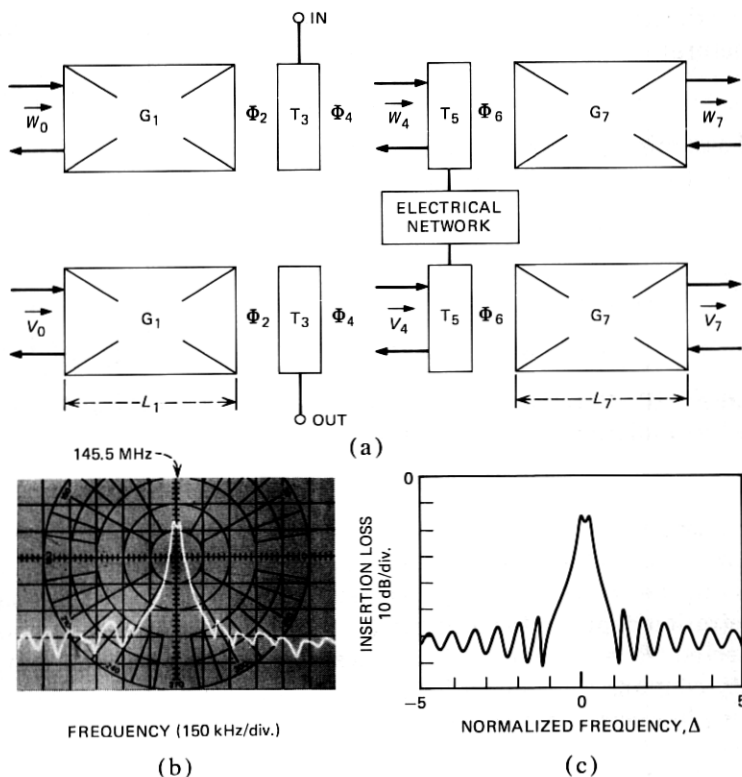 IN
W₀ G₁ Φ₂ T₃ Φ₄ W₄ T₅ Φ₆ G₇ W₇
ELECTRICAL
NETWORK
V₀ G₁ Φ₂ T₃ Φ₄ V₄ T₅ Φ₆ G₇ V₇
L₁ L₇
OUT
(a)
145.5 MHz
FREQUENCY (150 kHz/div.)
(b)
INSERTION LOSS
10 dB/div.
0
−5 0 5
NORMALIZED FREQUENCY, Δ
(c)